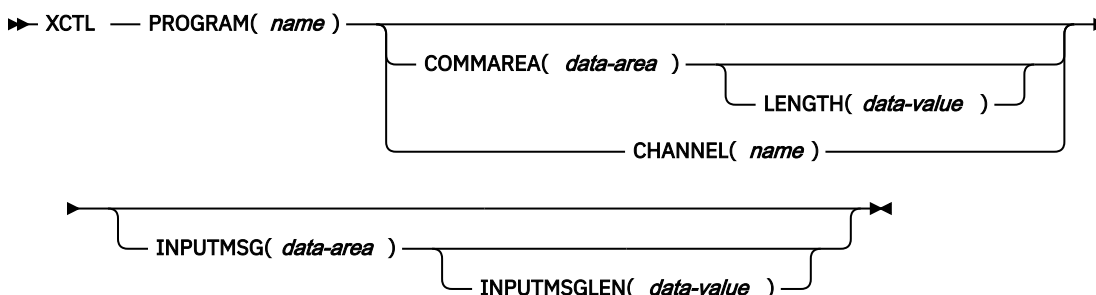 XCTL PROGRAM( name )
COMMAREA( data-area )
LENGTH( data-value )
CHANNEL( name )
INPUTMSG( data-area )
INPUTMSGLEN( data-value )